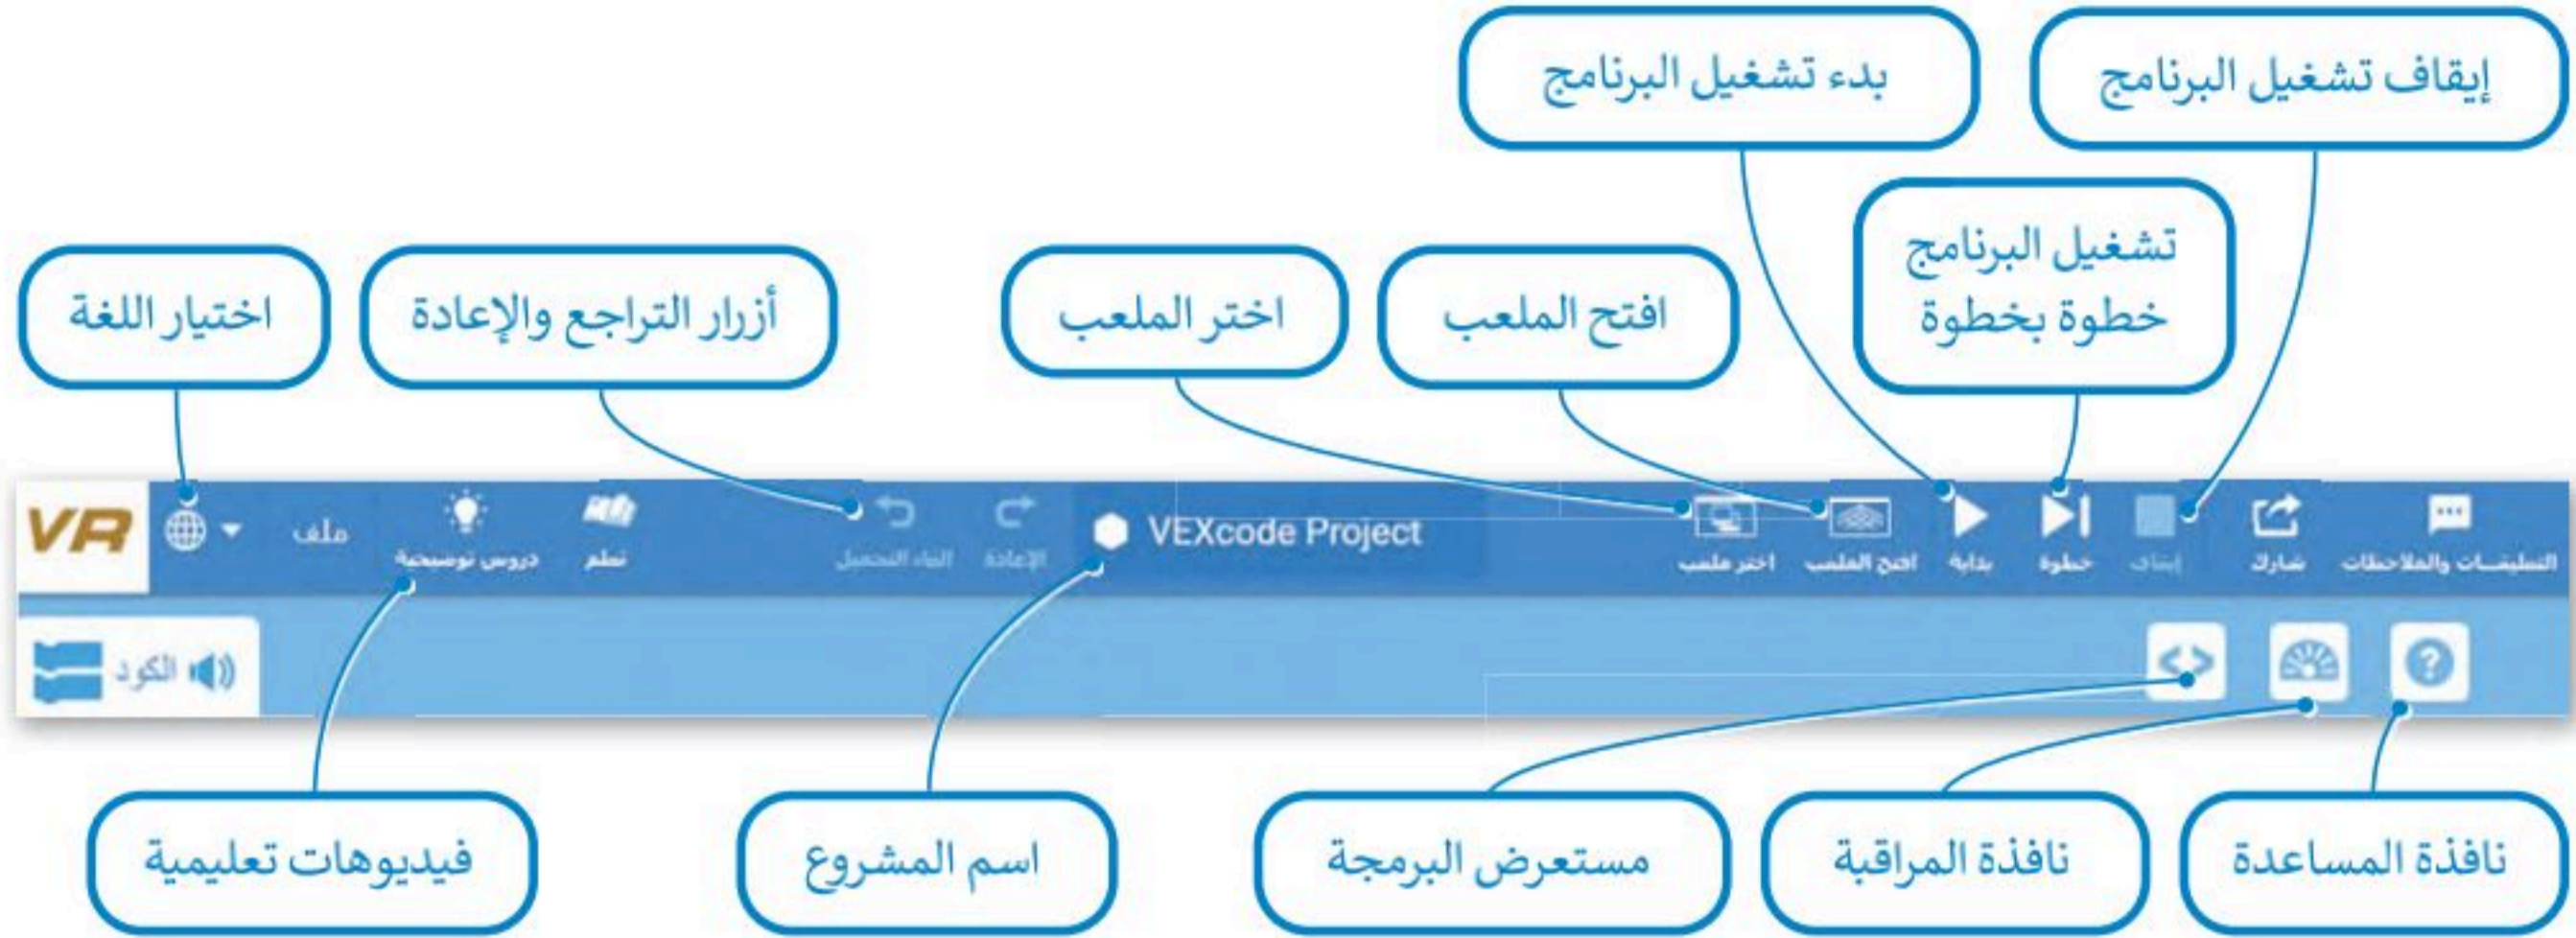 إيقاف تشغيل البرنامج
بدء تشغيل البرنامج
تشغيل البرنامج
خطوة بخطوة
افتح الملعب
اختر الملعب
أزرار التراجع والإعادة
اختيار اللغة
VR
ملف
دروس توضيحية
تعلم
الغاء التحميل
الإعادة
VEXcode Project
اختر ملعب
افتح الملعب
بداية
خطوة
إيقاف
شارك
التعليقات والملاحظات
الكود
نافذة المساعدة
نافذة المراقبة
مستعرض البرمجة
اسم المشروع
فيديوهات تعليمية